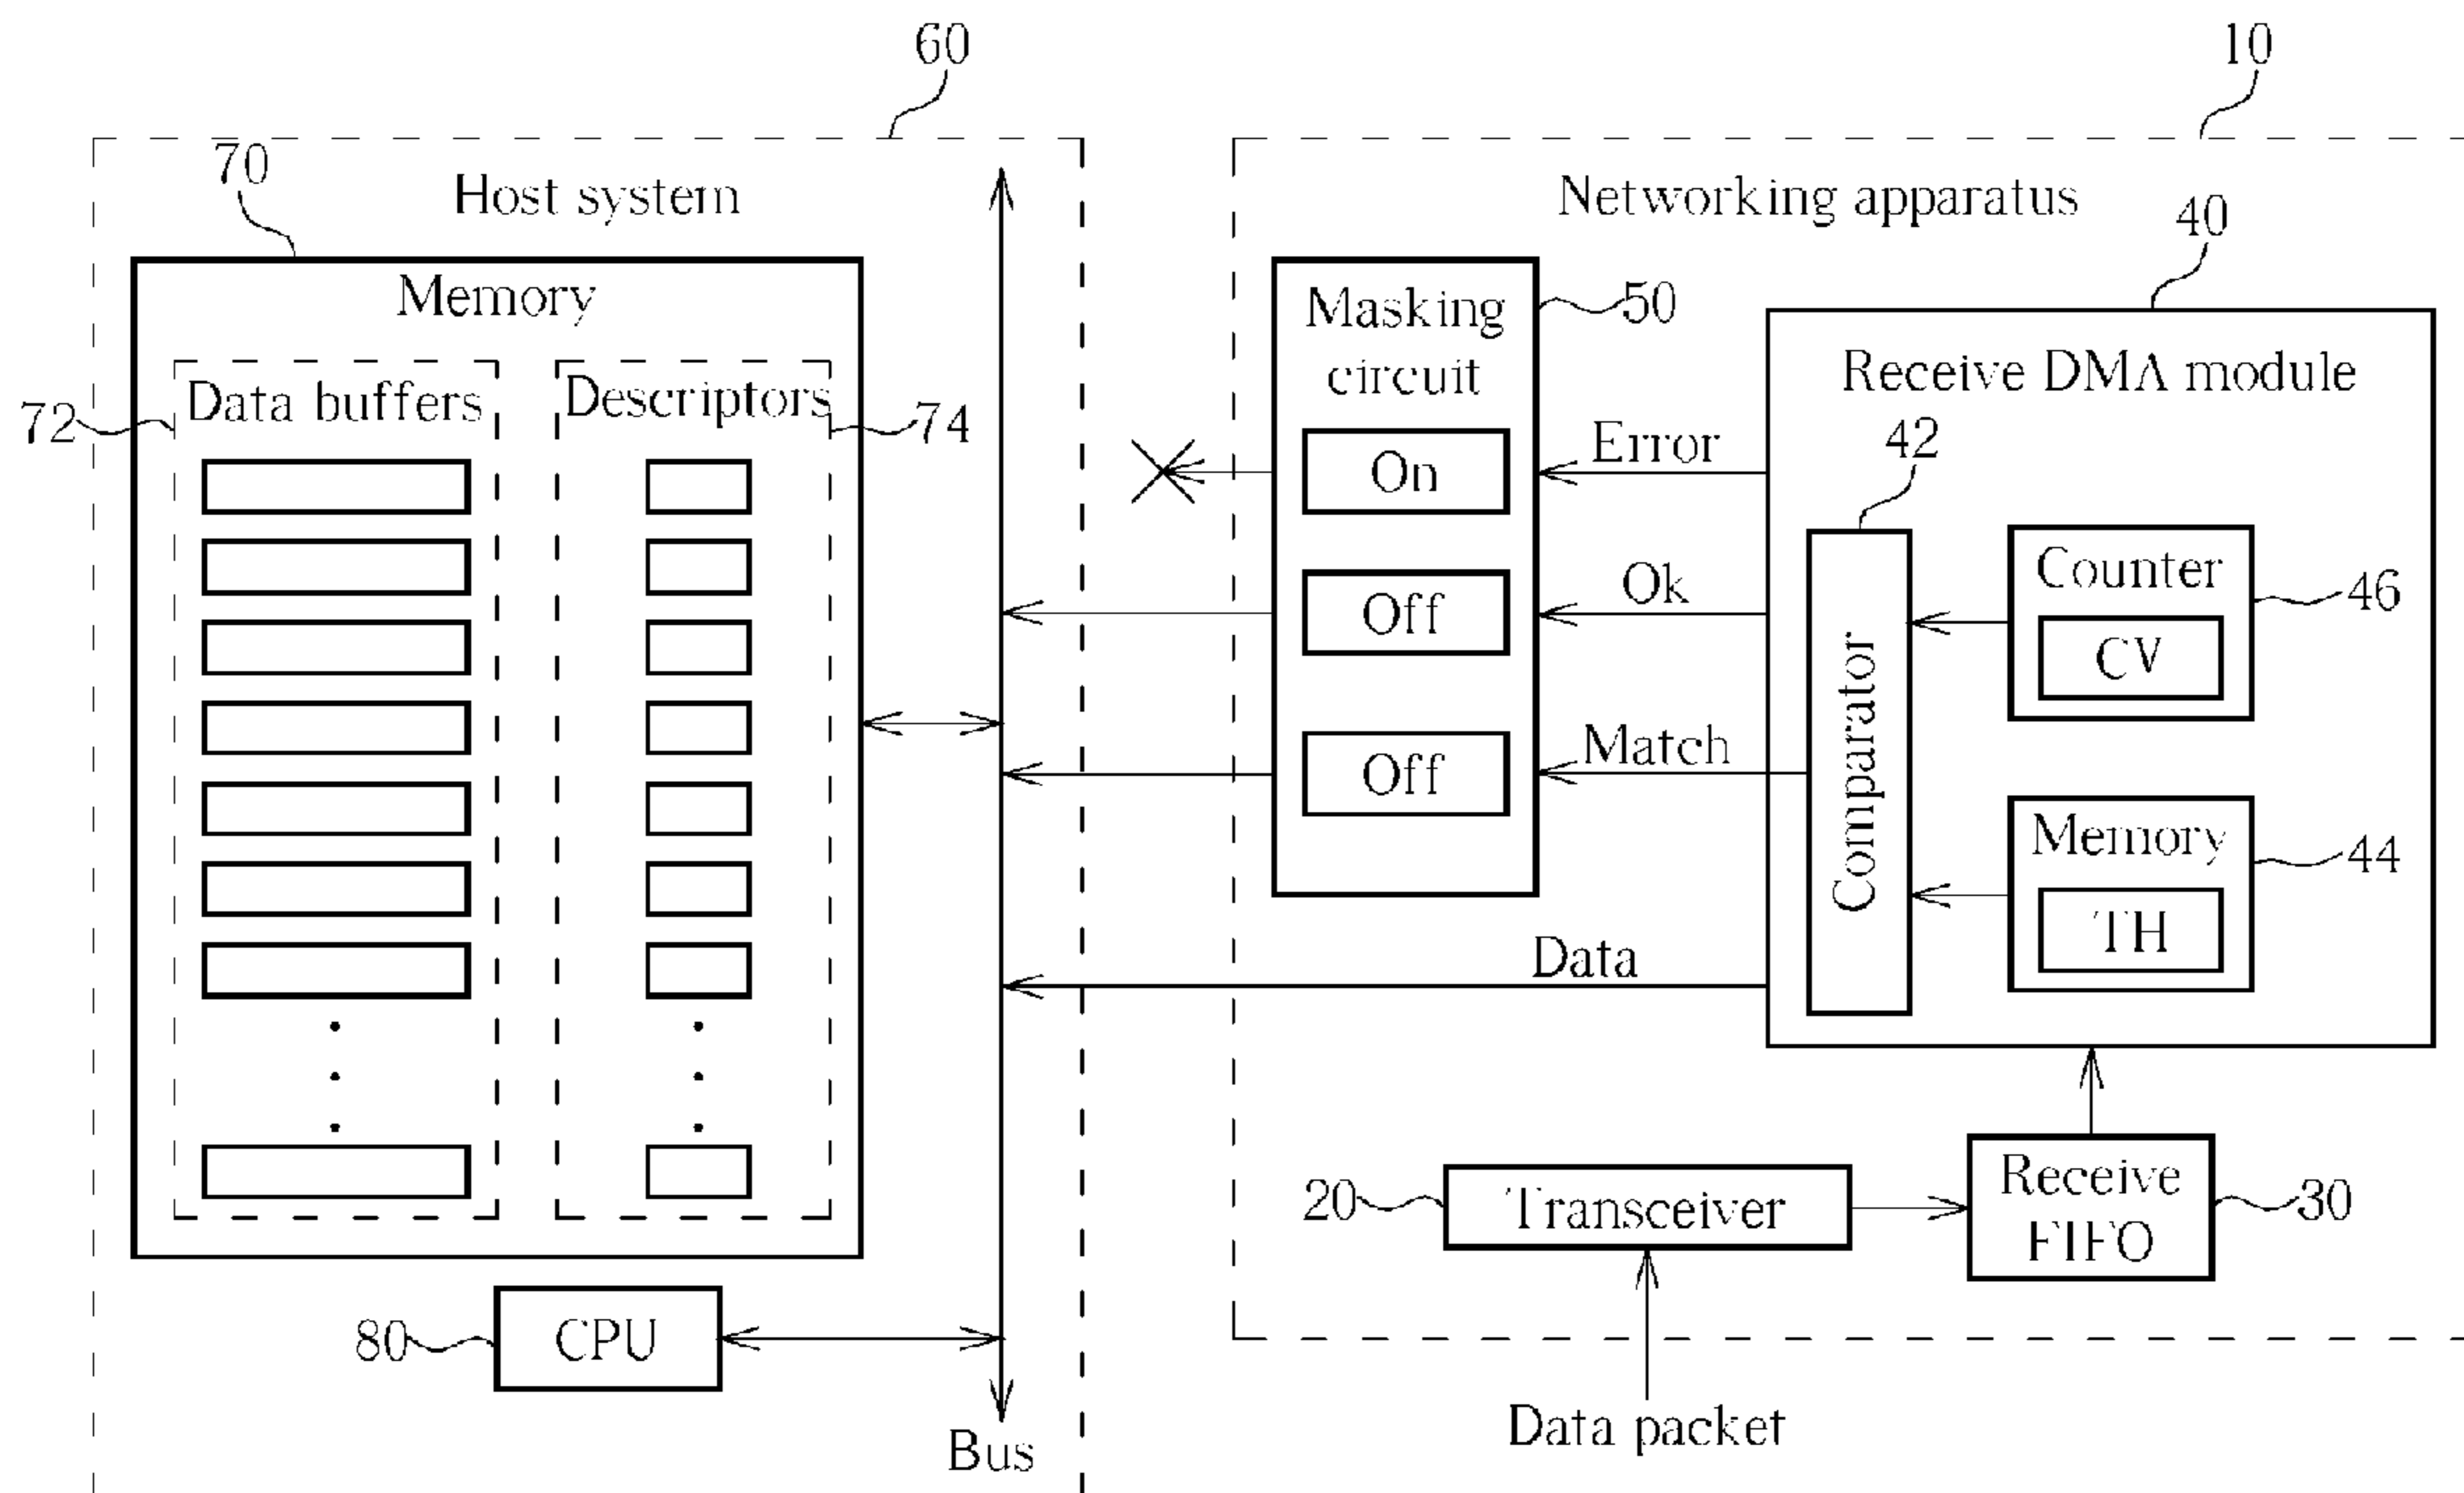 60
10
70
Host system
Networking apparatus
40
Memory
Masking
circuit
50
Receive DMA module
Data buffers
Descriptors
72
74
42
Error
On
Counter
46
Ok
Off
CV
Comparator
Match
Off
Memory
44
TH
Data
20
Transceiver
Receive
FIFO
30
80
CPU
Data packet
Bus